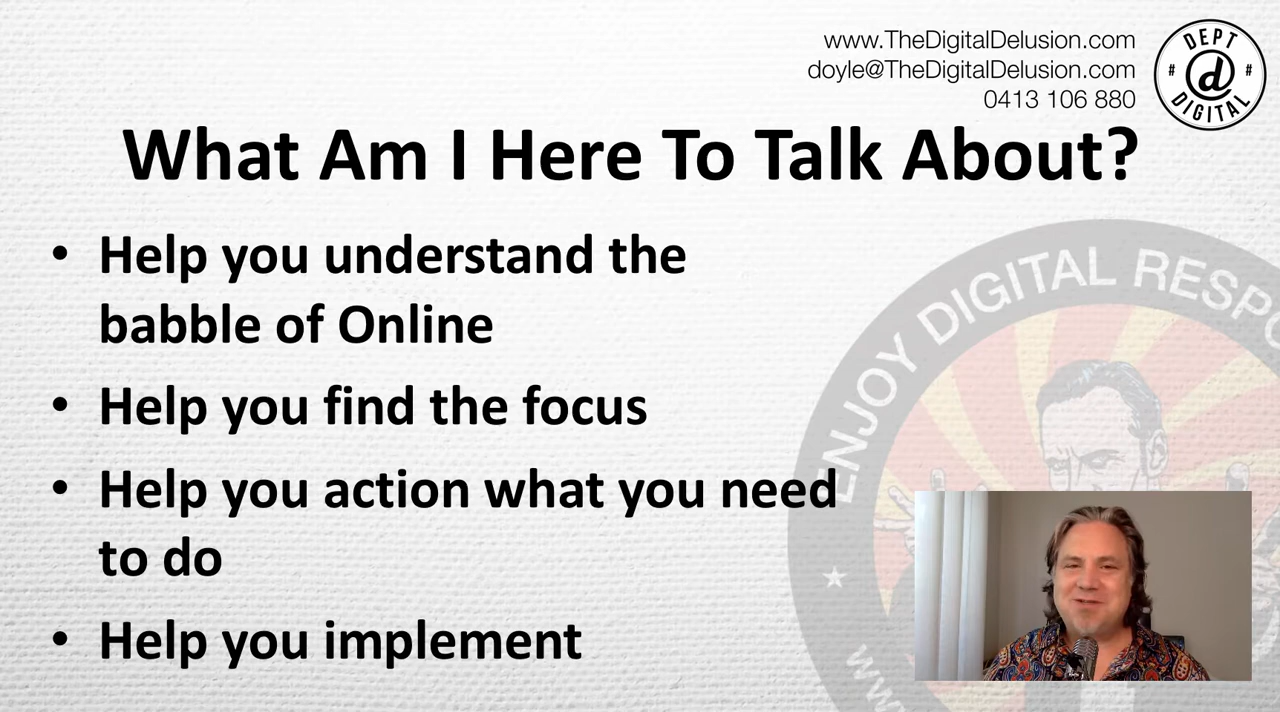 www.TheDigitalDelusion.com
doyle@TheDigitalDelusion.com
0413 106 880
DEPT
# @ #
DIGITAL
What Am I Here To Talk About?
• Help you understand the
babble of Online
• Help you find the focus
• Help you action what you need
to do
• Help you implement
ENJOY DIGITAL RESPO
www